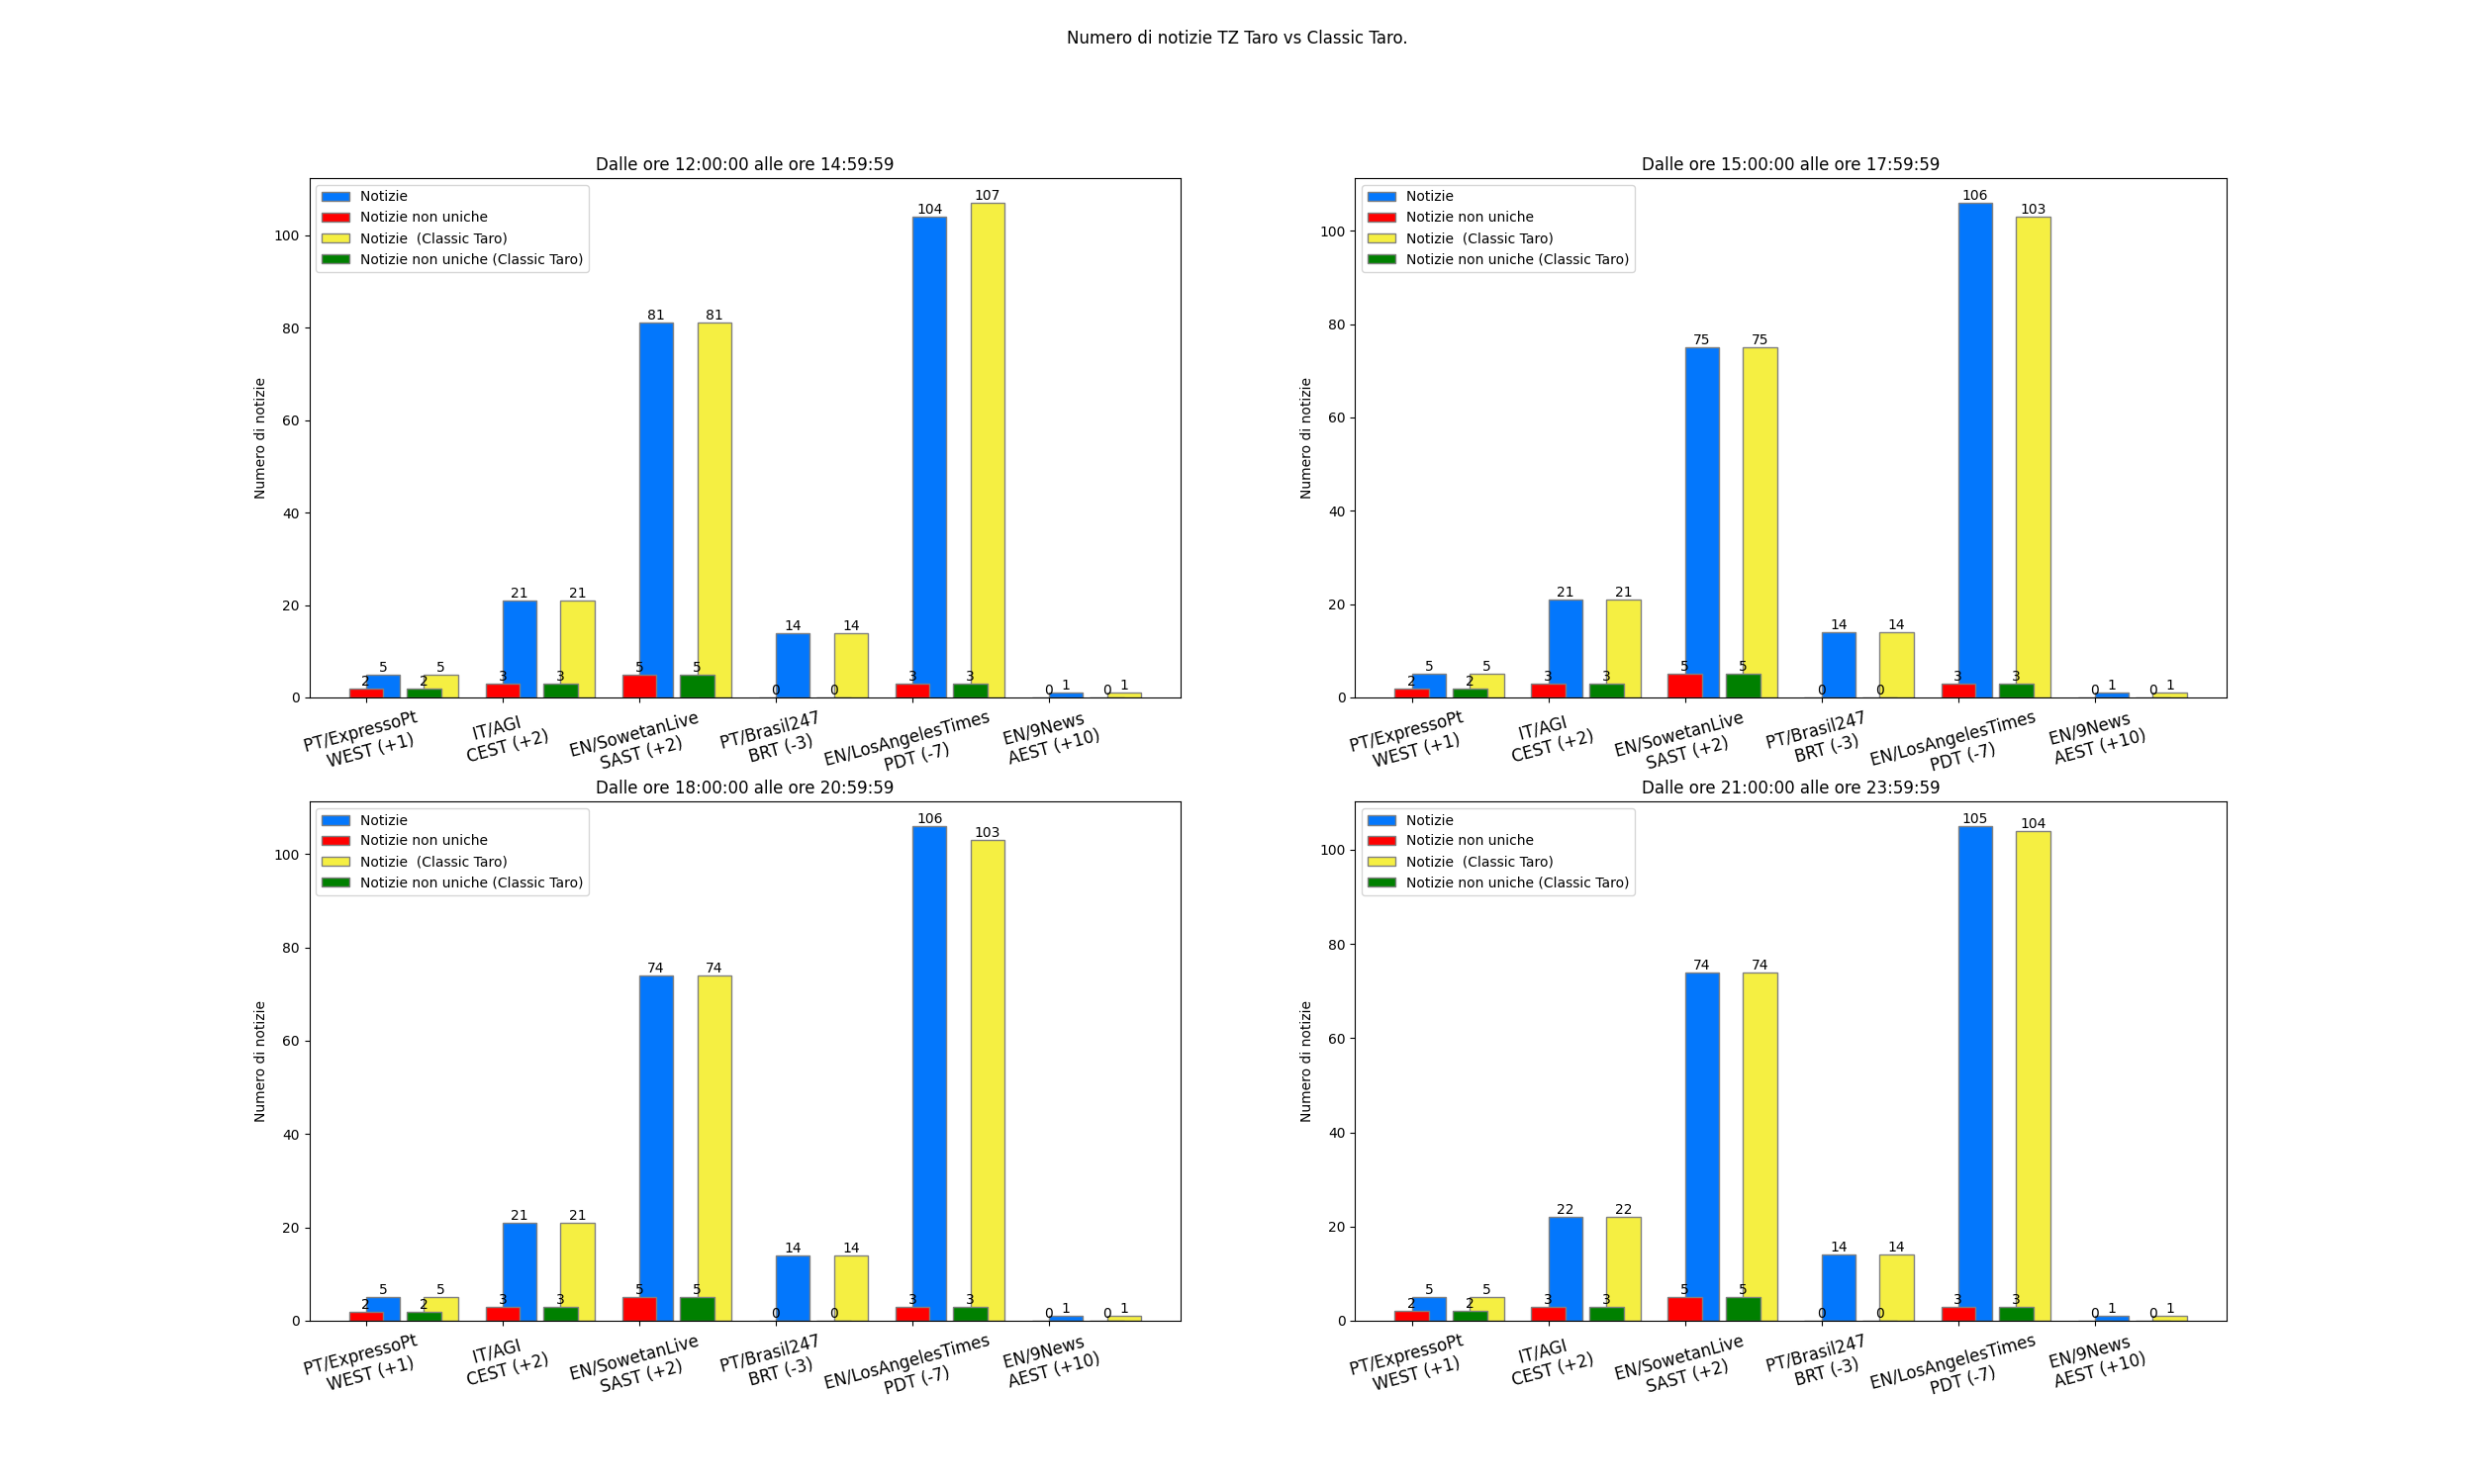 Numero di notizie TZ Taro vs Classic Taro.
Dalle ore 12:00:00 alle ore 14:59:59
Notizie
Notizie non uniche
Notizie  (Classic Taro)
Notizie non uniche (Classic Taro)
Numero di notizie
100
80
60
40
20
0
2 5 2 5
3 21 3 21
5 81 5 81
0 14 0 14
3 104 3 107
0 1 0 1
PT/ExpressoPt
WEST (+1)
IT/AGI
CEST (+2)
EN/SowetanLive
SAST (+2)
PT/Brasil247
BRT (-3)
EN/LosAngelesTimes
PDT (-7)
EN/9News
AEST (+10)
Dalle ore 15:00:00 alle ore 17:59:59
Notizie
Notizie non uniche
Notizie  (Classic Taro)
Notizie non uniche (Classic Taro)
Numero di notizie
100
80
60
40
20
0
2 5 2 5
3 21 3 21
5 75 5 75
0 14 0 14
3 106 3 103
0 1 0 1
PT/ExpressoPt
WEST (+1)
IT/AGI
CEST (+2)
EN/SowetanLive
SAST (+2)
PT/Brasil247
BRT (-3)
EN/LosAngelesTimes
PDT (-7)
EN/9News
AEST (+10)
Dalle ore 18:00:00 alle ore 20:59:59
Notizie
Notizie non uniche
Notizie  (Classic Taro)
Notizie non uniche (Classic Taro)
Numero di notizie
100
80
60
40
20
0
2 5 2 5
3 21 3 21
5 74 5 74
0 14 0 14
3 106 3 103
0 1 0 1
PT/ExpressoPt
WEST (+1)
IT/AGI
CEST (+2)
EN/SowetanLive
SAST (+2)
PT/Brasil247
BRT (-3)
EN/LosAngelesTimes
PDT (-7)
EN/9News
AEST (+10)
Dalle ore 21:00:00 alle ore 23:59:59
Notizie
Notizie non uniche
Notizie  (Classic Taro)
Notizie non uniche (Classic Taro)
Numero di notizie
100
80
60
40
20
0
2 5 2 5
3 22 3 22
5 74 5 74
0 14 0 14
3 105 3 104
0 1 0 1
PT/ExpressoPt
WEST (+1)
IT/AGI
CEST (+2)
EN/SowetanLive
SAST (+2)
PT/Brasil247
BRT (-3)
EN/LosAngelesTimes
PDT (-7)
EN/9News
AEST (+10)